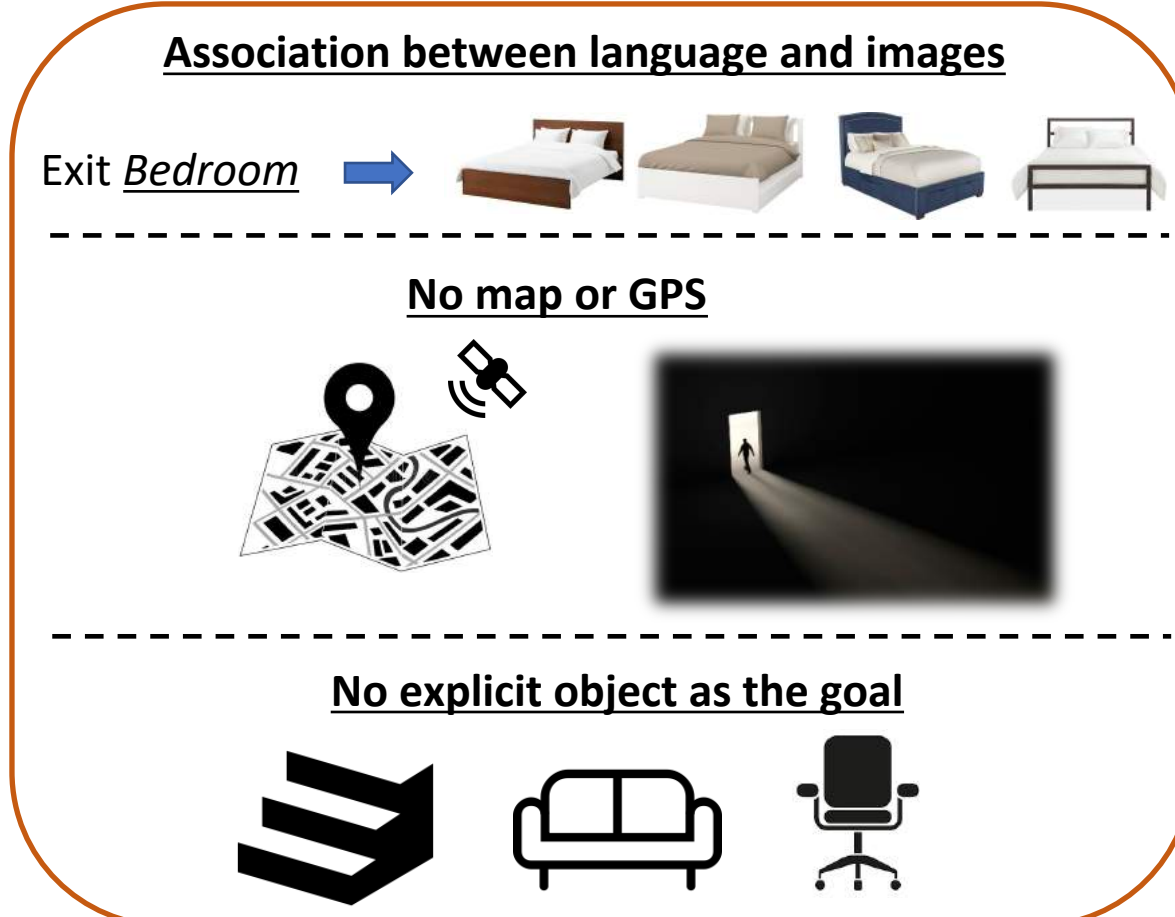 Association between language and images
Exit Bedroom
No map or GPS
No explicit object as the goal